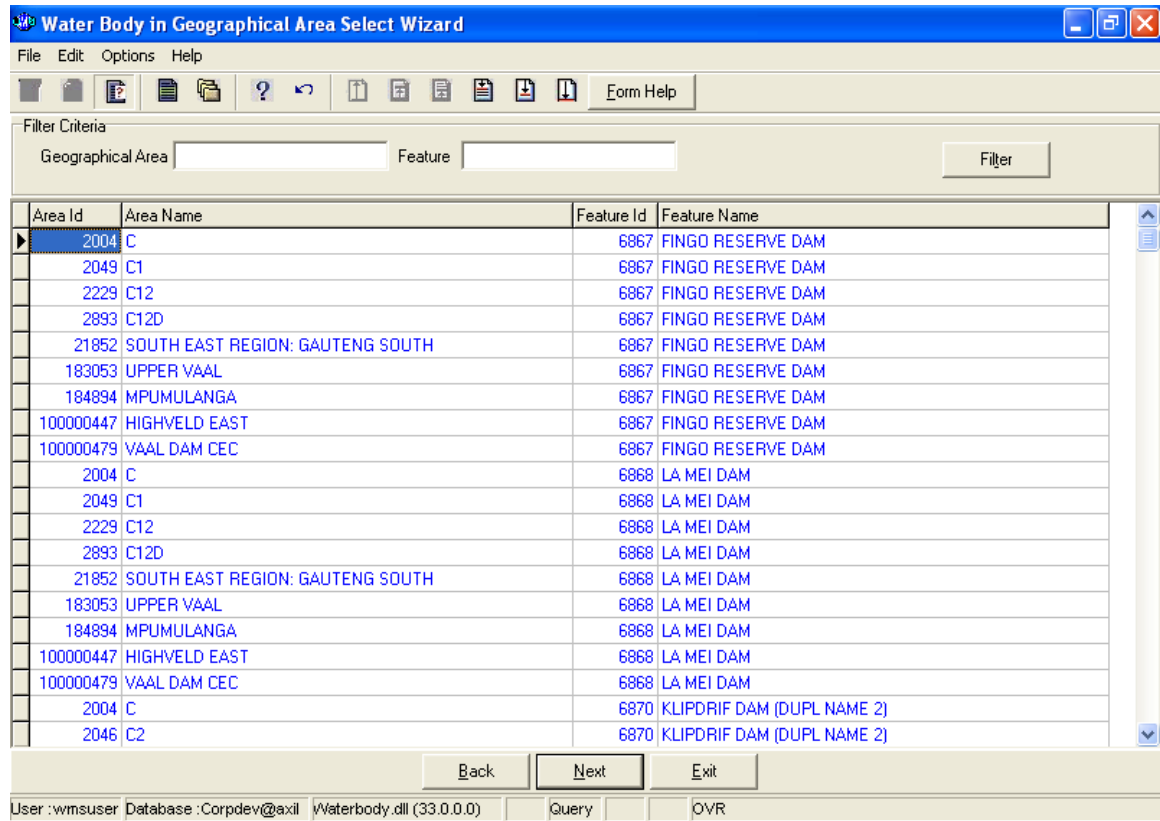 Water Body in Geographical Area Select Wizard
File Edit Options Help
Form Help
Filter Criteria
Geographical Area Feature Filter
Area Id Area Name Feature Id Feature Name
2004 C 6867 FINGO RESERVE DAM
2049 C1 6867 FINGO RESERVE DAM
2229 C12 6867 FINGO RESERVE DAM
2893 C12D 6867 FINGO RESERVE DAM
21852 SOUTH EAST REGION: GAUTENG SOUTH 6867 FINGO RESERVE DAM
183053 UPPER VAAL 6867 FINGO RESERVE DAM
184894 MPUMULANGA 6867 FINGO RESERVE DAM
100000447 HIGHVELD EAST 6867 FINGO RESERVE DAM
100000479 VAAL DAM CEC 6867 FINGO RESERVE DAM
2004 C 6868 LA MEI DAM
2049 C1 6868 LA MEI DAM
2229 C12 6868 LA MEI DAM
2893 C12D 6868 LA MEI DAM
21852 SOUTH EAST REGION: GAUTENG SOUTH 6868 LA MEI DAM
183053 UPPER VAAL 6868 LA MEI DAM
184894 MPUMULANGA 6868 LA MEI DAM
100000447 HIGHVELD EAST 6868 LA MEI DAM
100000479 VAAL DAM CEC 6868 LA MEI DAM
2004 C 6870 KLIPDRIF DAM (DUPL NAME 2)
2046 C2 6870 KLIPDRIF DAM (DUPL NAME 2)
Back Next Exit
User :wmsuser Database :Corpdev@axil Waterbody.dll (33.0.0.0) Query OVR